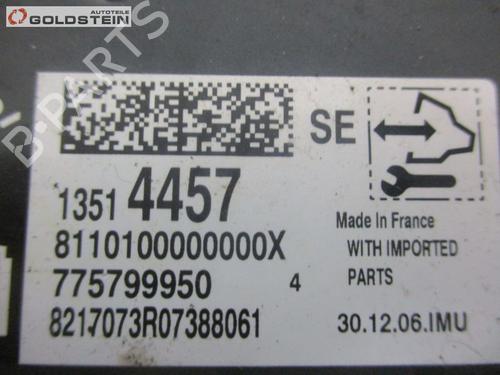 AUTOTEILE
GOLDSTEIN
B-PARTS
SE
1351 4457
8110100000000X
775799950 4
8217073R07388061
Made in France
WITH IMPORTED
PARTS
30.12.06.IMU